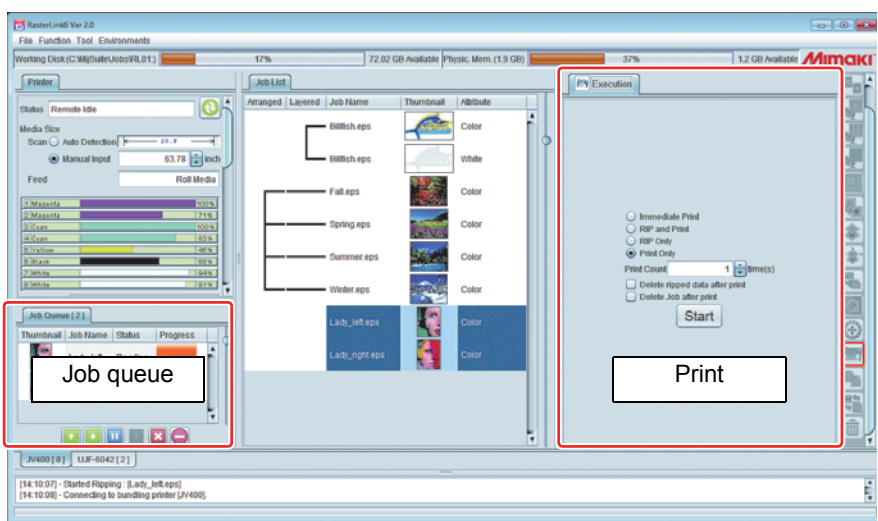 RasterLink6 Ver 2.0
File Function Tool Environments
Working Disk (C:\MijSuite\Jobs\RL01:) 17% 72.02 GB Available Physic. Mem. (1.9 GB) 37% 1.2 GB Available Mimaki
Printer
Status Remote Idle
Media Size
Scan Auto Detection
Manual Input 63.78 inch
Feed Roll Media
1 Magenta 100%
2 Magenta 71%
3 Cyan 100%
4 Cyan 83%
5 Yellow 46%
6 Black 68%
7 White 94%
8 White 91%
Job Queue [ 2 ]
Thumbnail Job Name Status Progress
Job queue
Job List
Arranged Layered Job Name Thumbnail Attribute
Billfish.eps Color
Billfish.eps White
Fall.eps Color
Spring.eps Color
Summer.eps Color
Winter.eps Color
Lady_left.eps Color
Lady_right.eps Color
Execution
Immediate Print
RIP and Print
RIP Only
Print Only
Print Count 1 time(s)
Delete ripped data after print
Delete Job after print
Start
Print
JV400 [ 8 ] UJF-6042 [ 2 ]
[14:10:07] - Started Ripping : [Lady_left.eps]
[14:10:08] - Connecting to bundling printer [JV400].